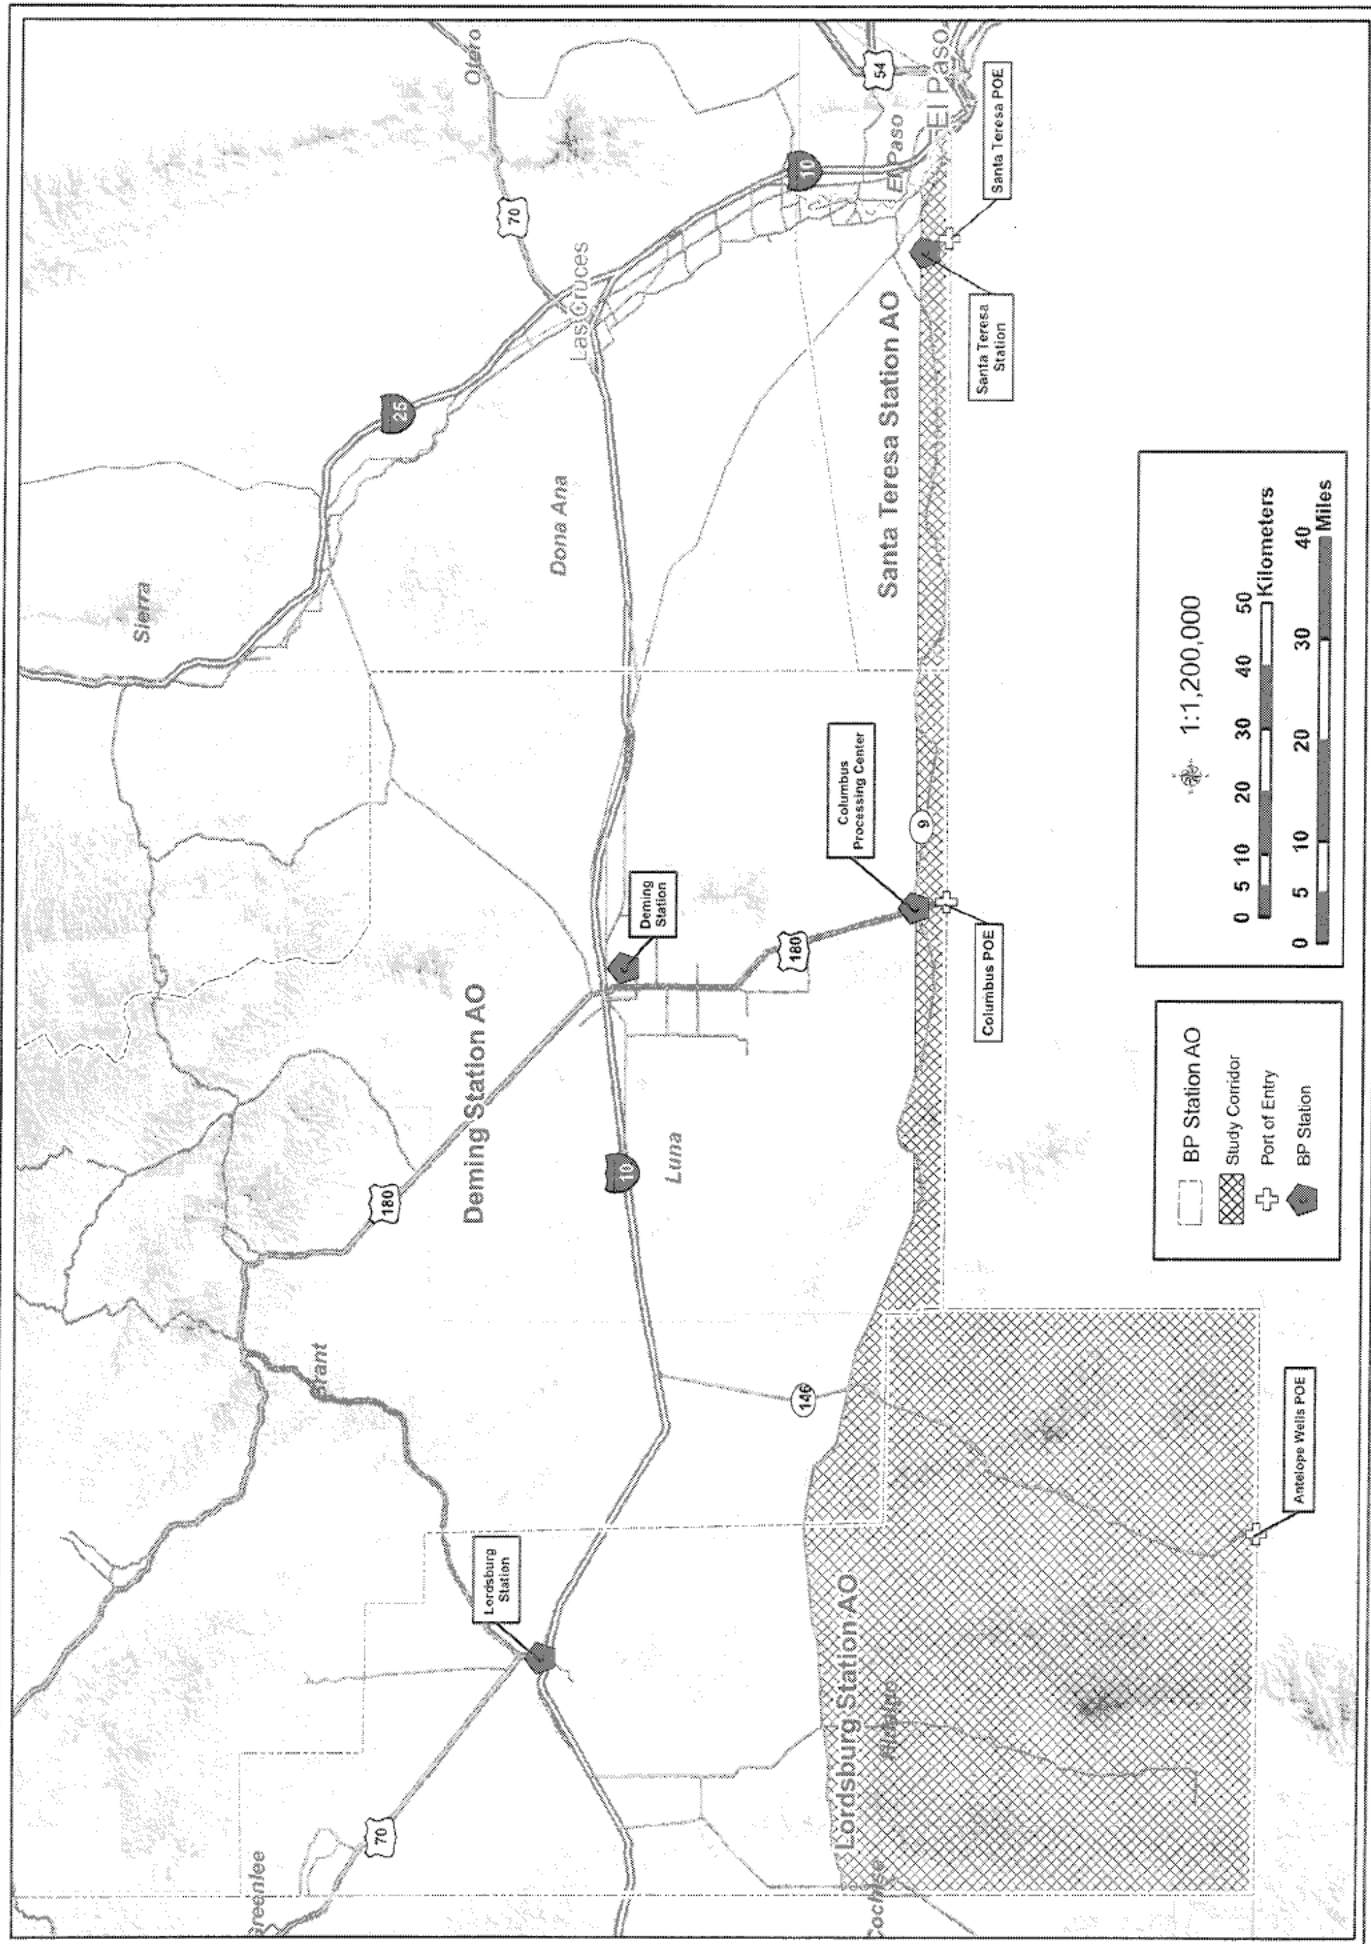 Greenlee
70
Lordsburg
Station
Grant
180
Sierra
25
70
Otero
Deming Station AO
Deming
Station
10
Luna
Dona Ana
Las Cruces
10
54
El Paso
El Paso
Cochise
Lordsburg Station AO
Hidalgo
146
180
Columbus
Processing Center
9
Santa Teresa Station AO
Santa Teresa
Station
Santa Teresa POE
Columbus POE
Antelope Wells POE
BP Station AO
Study Corridor
Port of Entry
BP Station
1:1,200,000
0 5 10 20 30 40 50
Kilometers
0 5 10 20 30 40
Miles